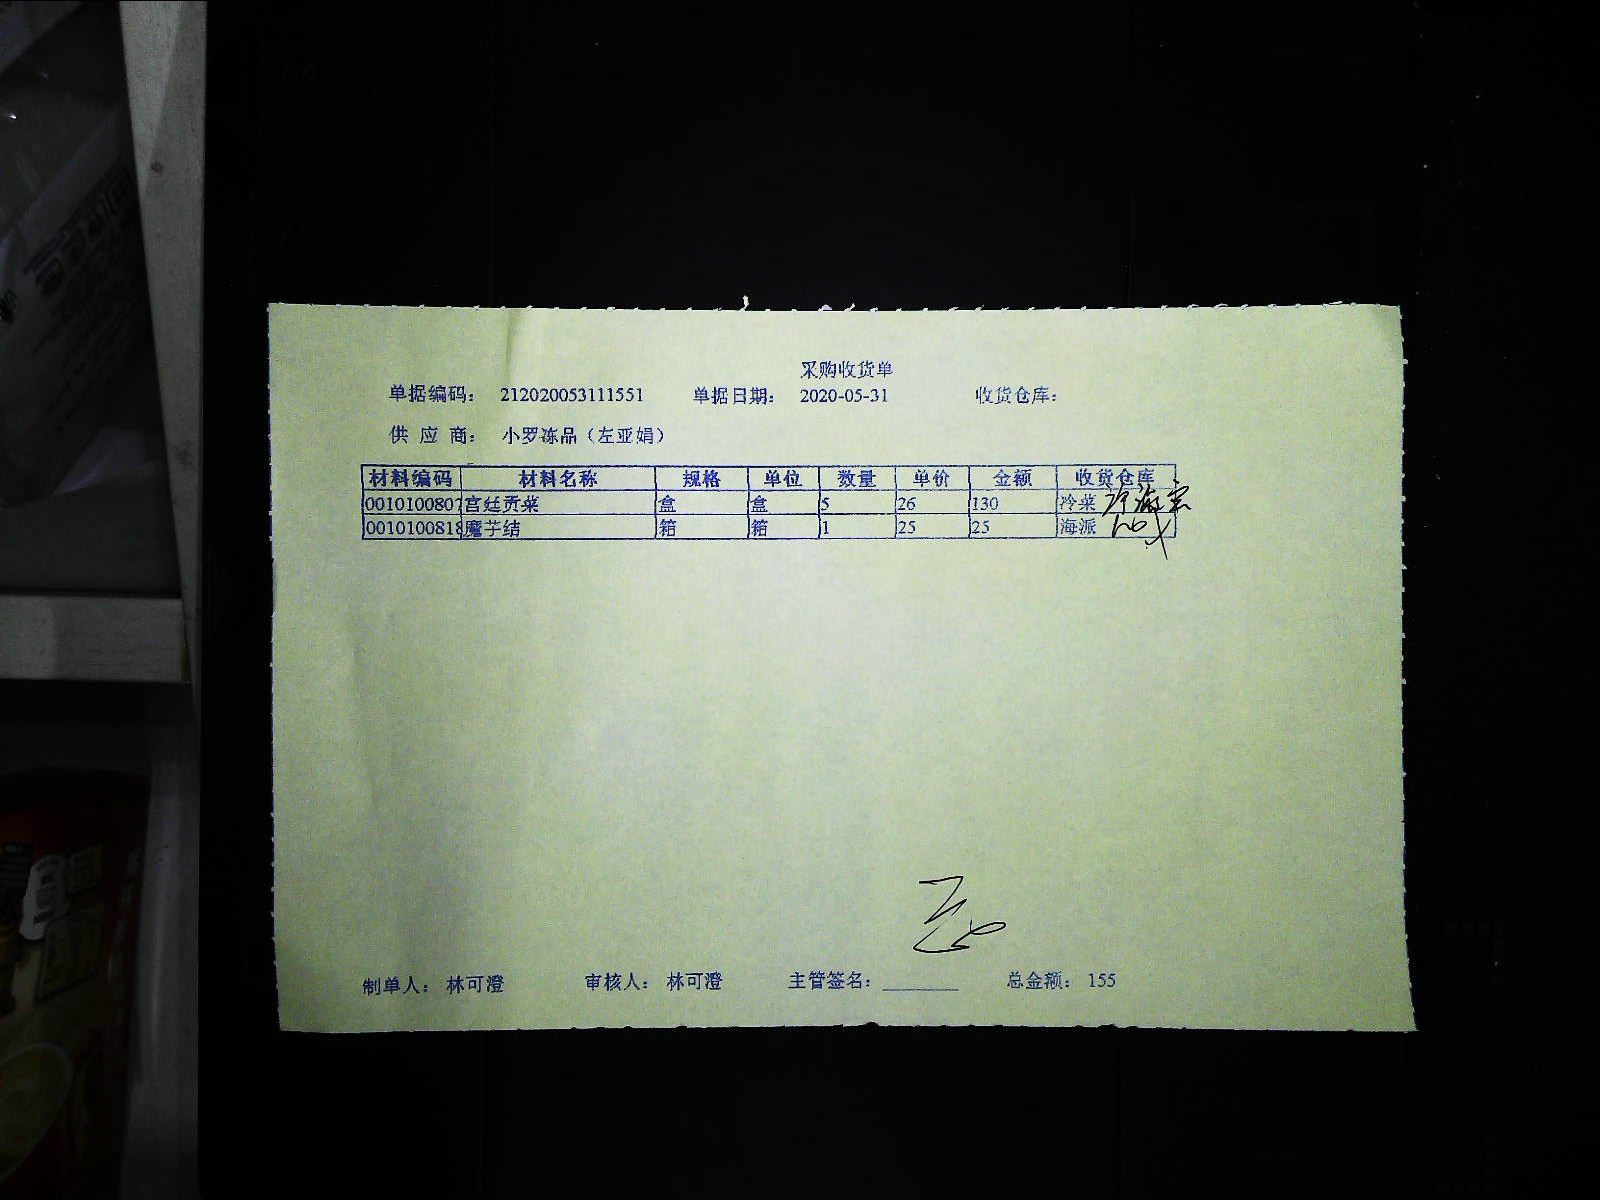 采购收货单
单据编码: 212020053111551 单据日期: 2020-05-31 收货仓库:
供 应 商: 小罗冻品（左亚娟）
材料编码 材料名称 规格 单位 数量 单价 金额 收货仓库
0010100807 宫廷贡菜 盒 盒 5 26 130 冷菜
0010100818 魔芋结 箱 箱 1 25 25 海派
制单人: 林可澄 审核人: 林可澄 主管签名: 总金额: 155